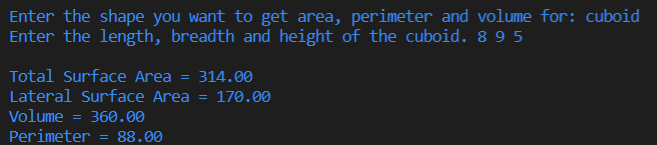 Enter the shape you want to get area, perimeter and volume for: cuboid
Enter the length, breadth and height of the cuboid. 8 9 5
Total Surface Area = 314.00
Lateral Surface Area = 170.00
Volume = 360.00
Perimeter = 88.00